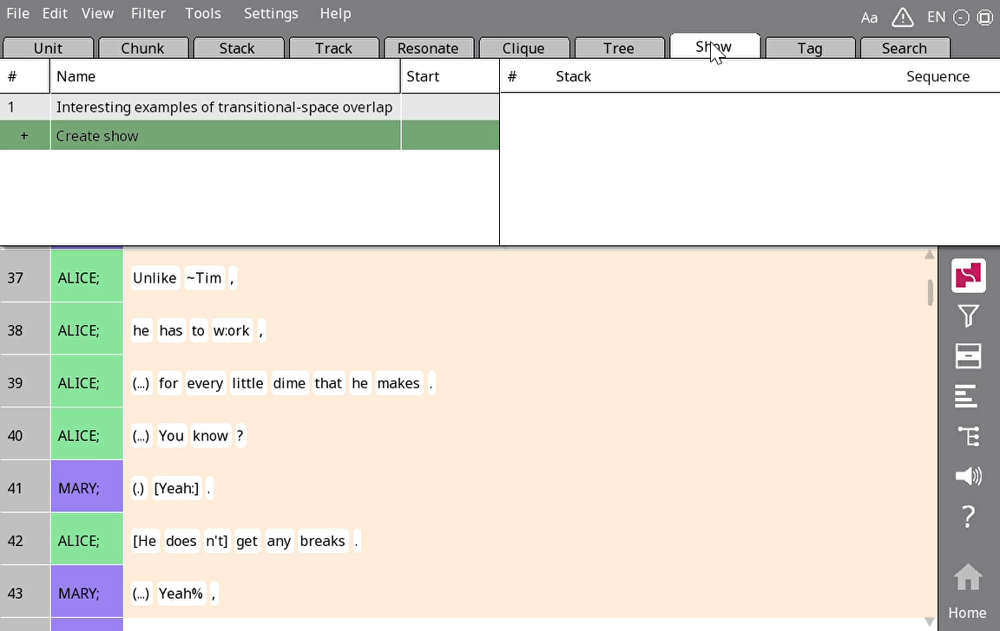 File Edit View Filter Tools Settings Help Aa EN
Unit Chunk Stack Track Resonate Clique Tree Show Tag Search
# Name Start # Stack Sequence
1 Interesting examples of transitional-space overlap
+ Create show
37 ALICE; Unlike ~Tim ,
38 ALICE; he has to w:ork ,
39 ALICE; (...) for every little dime that he makes .
40 ALICE; (...) You know ?
41 MARY; (.) [Yeah:] .
42 ALICE; [He does n't] get any breaks .
43 MARY; (...) Yeah% ,
?
Home